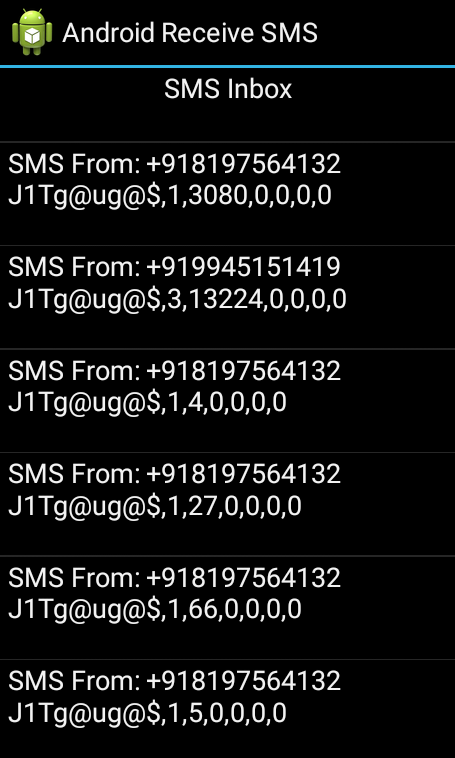 Android Receive SMS
SMS Inbox
SMS From: +918197564132
J1Tg@ug@$,1,3080,0,0,0,0
SMS From: +919945151419
J1Tg@ug@$,3,13224,0,0,0,0
SMS From: +918197564132
J1Tg@ug@$,1,4,0,0,0,0
SMS From: +918197564132
J1Tg@ug@$,1,27,0,0,0,0
SMS From: +918197564132
J1Tg@ug@$,1,66,0,0,0,0
SMS From: +918197564132
J1Tg@ug@$,1,5,0,0,0,0